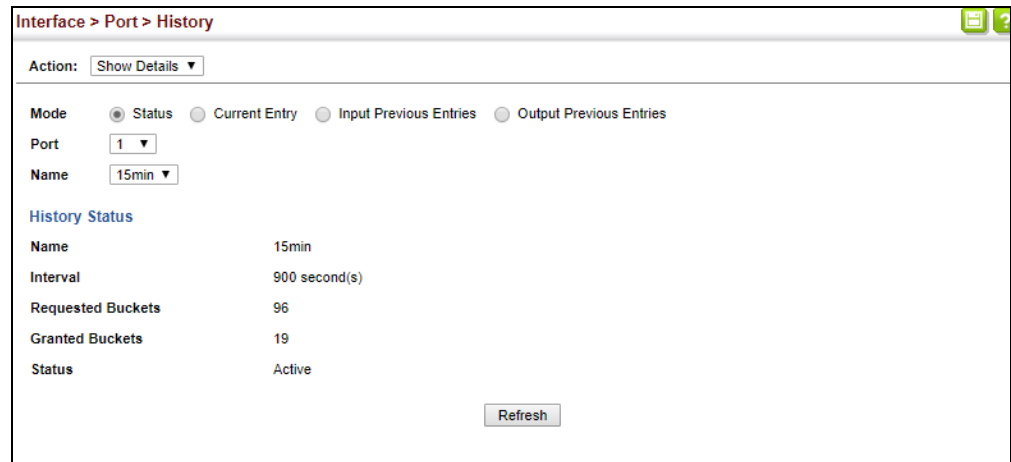 Interface > Port > History
?
Action: Show Details ▼
Mode Status Current Entry Input Previous Entries Output Previous Entries
Port 1 ▼
Name 15min ▼
History Status
Name 15min
Interval 900 second(s)
Requested Buckets 96
Granted Buckets 19
Status Active
Refresh